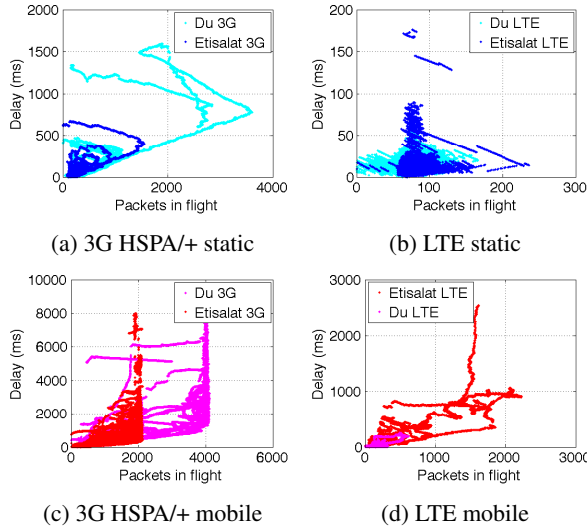 2000
1500
1000
500
0
Delay (ms)
0
2000
4000
Packets in flight
Du 3G
Etisalat 3G
(a) 3G HSPA/+ static
200
150
100
50
0
Delay (ms)
0
100
200
300
Packets in flight
Du LTE
Etisalat LTE
(b) LTE static
10000
8000
6000
4000
2000
0
Delay (ms)
0
2000
4000
6000
Packets in flight
Du 3G
Etisalat 3G
(c) 3G HSPA/+ mobile
3000
2000
1000
0
Delay (ms)
0
1000
2000
3000
Packets in flight
Etisalat LTE
Du LTE
(d) LTE mobile